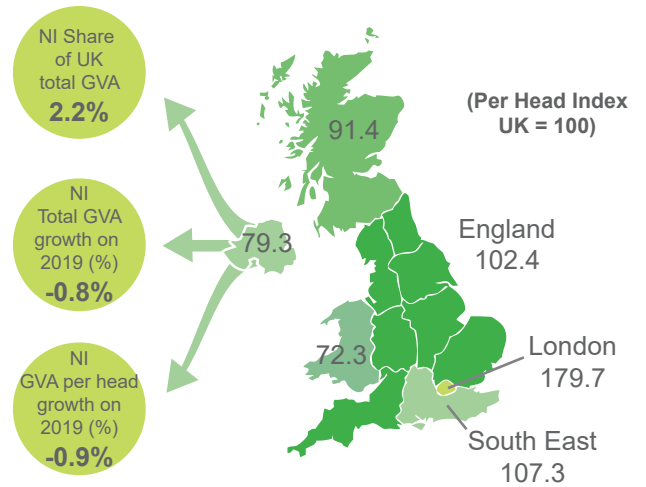 NI Share
of UK
total GVA
2.2%
NI
Total GVA
growth on
2019 (%)
-0.8%
NI
GVA per head
growth on
2019 (%)
-0.9%
(Per Head Index
UK = 100)
91.4
79.3
72.3
England
102.4
London
179.7
South East
107.3